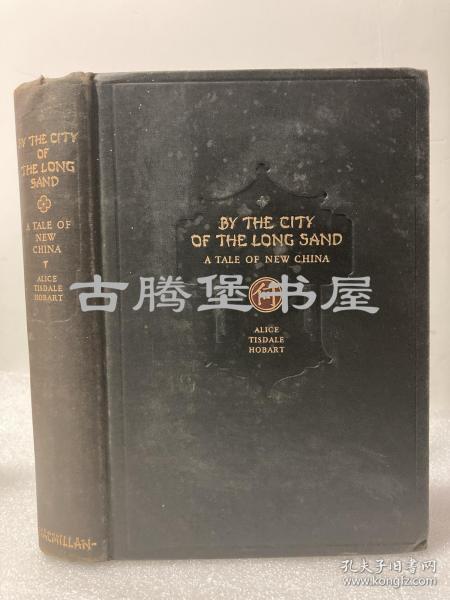 BY THE CITY
OF
THE LONG
SAND
A TALE OF
NEW
CHINA
ALICE
TISDALE
HOBART
MACMILLAN
BY THE CITY
OF THE LONG SAND
A TALE OF NEW CHINA
ALICE
TISDALE
HOBART
古腾堡书屋
孔夫子旧书网
www.kongfz.com